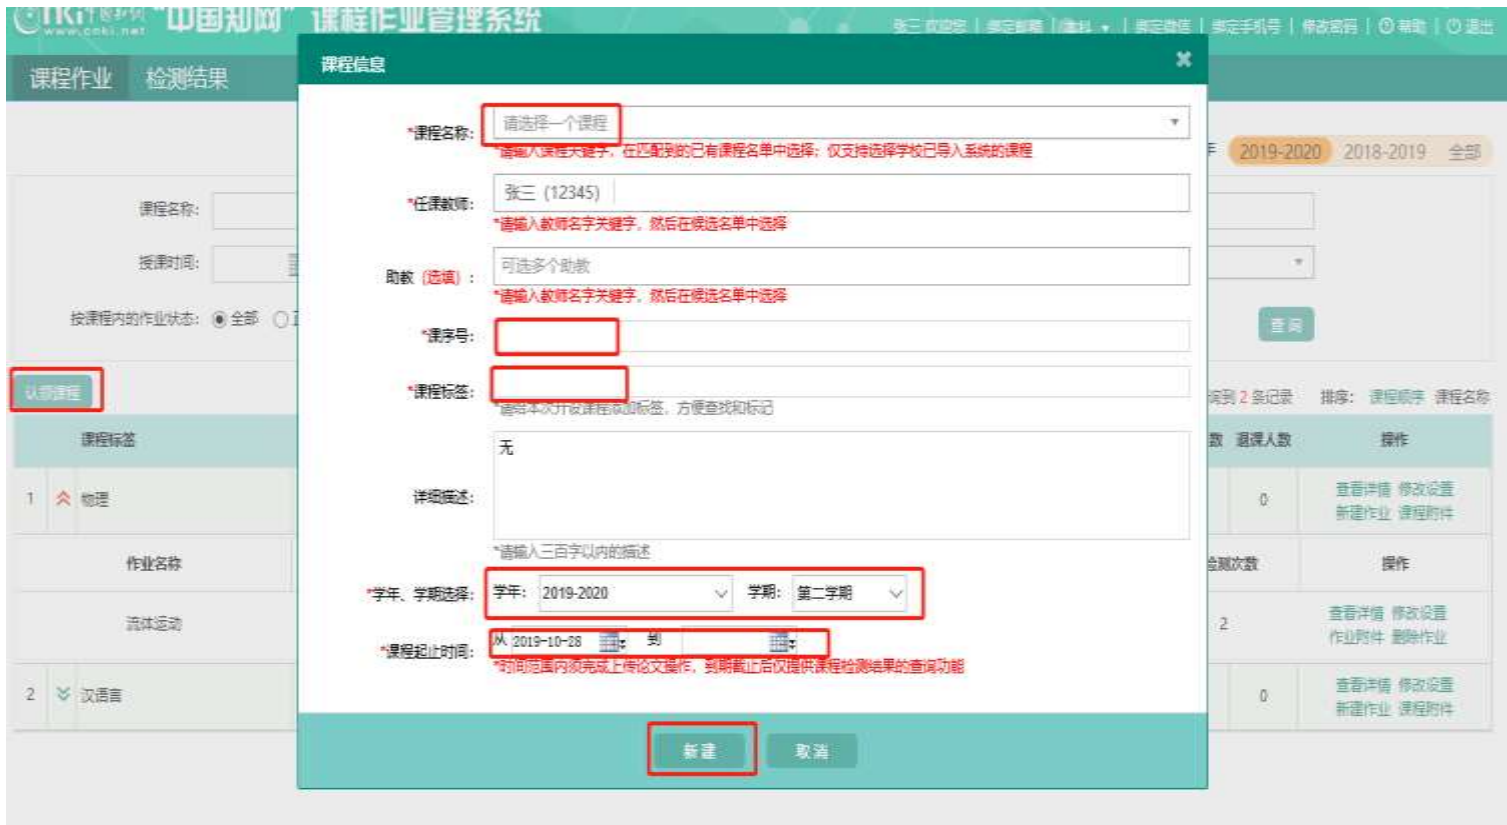 www.cnki.net
“中国知网”课程作业管理系统
张三 欢迎您 | 绑定邮箱 | 本科 | 绑定微信 | 绑定手机号 | 修改密码 | 帮助 | 退出
课程作业 检测结果
课程信息
*课程名称： 请选择一个课程
*请输入课程关键字，在匹配到的已有课程名单中选择；仅支持选择学校已导入系统的课程
2019-2020 2018-2019 全部
课程名称：
*任课教师： 张三 (12345)
*请输入教师名字关键字，然后在候选名单中选择
授课时间：
助教（选填）： 可选多个助教
*请输入教师名字关键字，然后在候选名单中选择
按课程内的作业状态： 全部
*课序号：
查询
认领课程
*课程标签：
*请给本次开设课程添加标签，方便查找和标记
到 2 条记录 排序： 课程顺序 课程名称
课程标签
数 退课人数 操作
无
1 物理
详细描述：
0
查看详情 修改设置
新建作业 课程附件
*请输入三百字以内的描述
作业名称
检测次数 操作
*学年、学期选择： 学年： 2019-2020 学期： 第二学期
流体运动
2
查看详情 修改设置
作业附件 删除作业
*课程起止时间： 从 2019-10-28 到
*时间范围内须完成上传论文操作，到期截止后仅提供课程检测结果的查询功能
2 汉语言
0
查看详情 修改设置
新建作业 课程附件
新建 取消